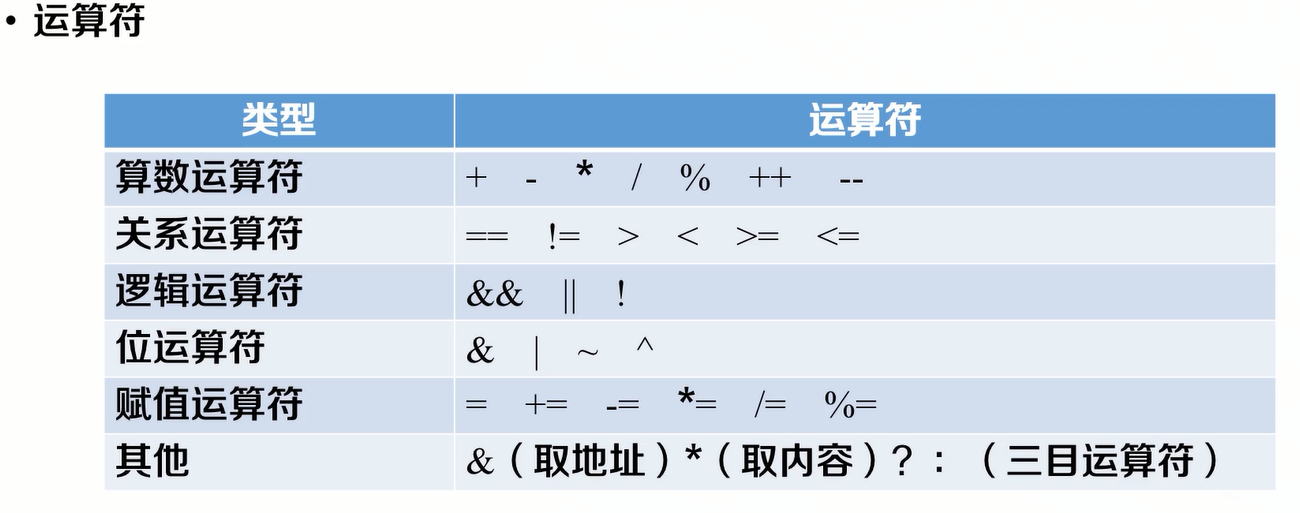 • 运算符
类型 运算符
算数运算符 + - * / % ++ --
关系运算符 == != > < >= <=
逻辑运算符 && || !
位运算符 & | ~ ^
赋值运算符 = += -= *= /= %=
其他 &（取地址）*（取内容）？：（三目运算符）